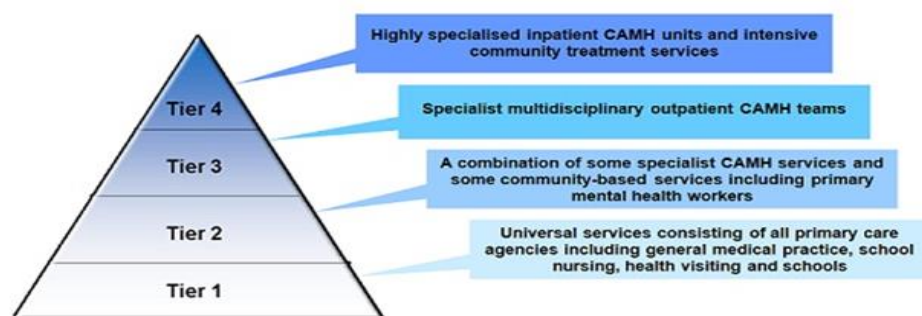 Highly specialised inpatient CAMH units and intensive
community treatment services
Tier 4
Specialist multidisciplinary outpatient CAMH teams
Tier 3
A combination of some specialist CAMH services and
some community-based services including primary
mental health workers
Tier 2
Universal services consisting of all primary care
agencies including general medical practice, school
nursing, health visiting and schools
Tier 1